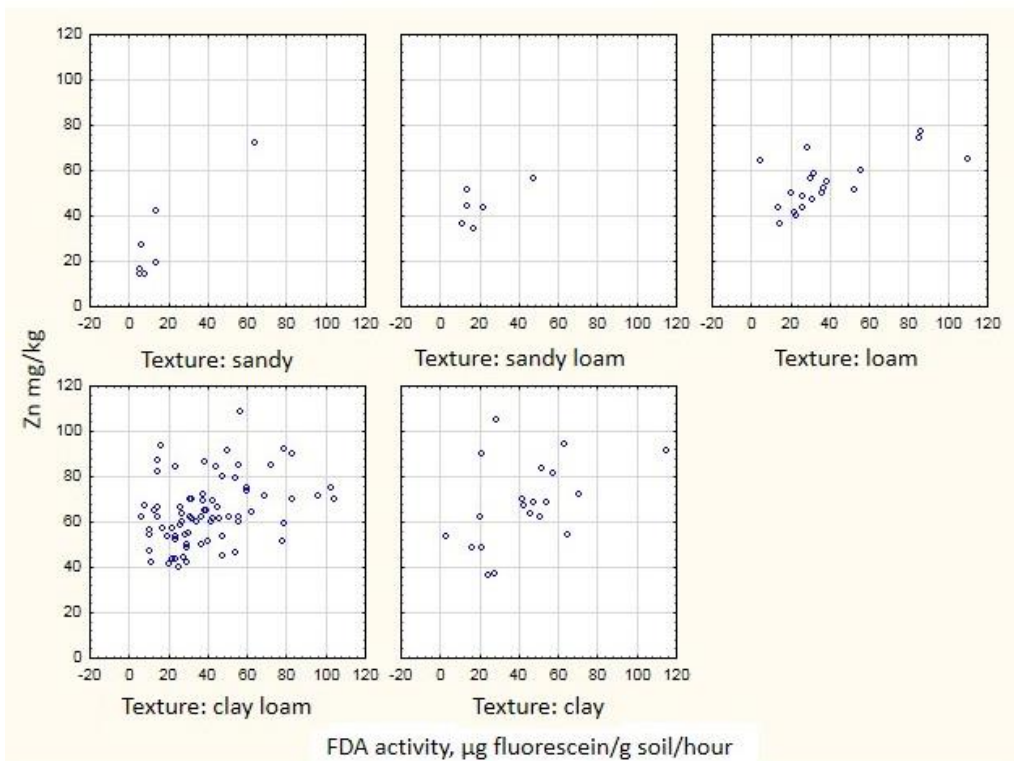 120
100
80
60
40
20
0
-20 0 20 40 60 80 100 120
-20 0 20 40 60 80 100 120
-20 0 20 40 60 80 100 120
Texture: sandy
Texture: sandy loam
Texture: loam
Zn mg/kg
120
100
80
60
40
20
0
-20 0 20 40 60 80 100 120
-20 0 20 40 60 80 100 120
Texture: clay loam
Texture: clay
FDA activity, µg fluorescein/g soil/hour